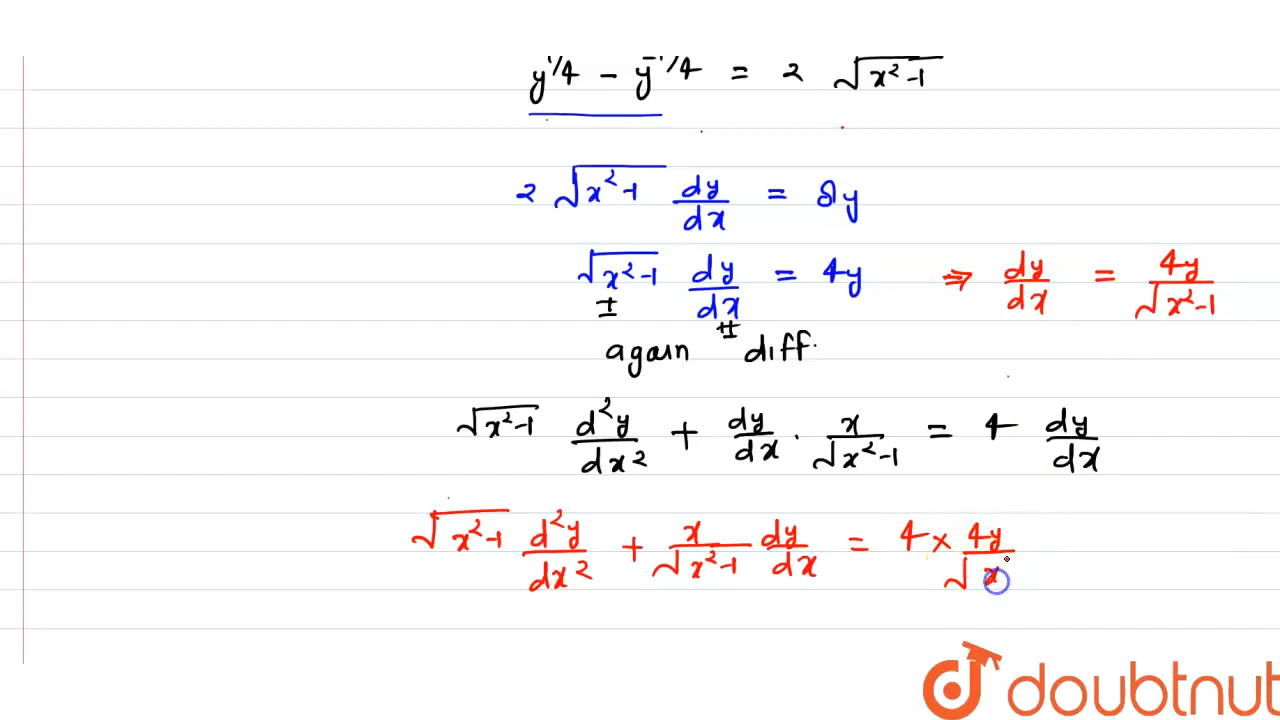 y^1/4 - y^-1/4 = 2 √x²-1
2 √x²-1 dy/dx = 8y
√x²-1 dy/dx = 4y ⇒ dy/dx = 4y/√x²-1
I II
again diff.
√x²-1 d²y/dx² + dy/dx · x/√x²-1 = 4 dy/dx
√x²-1 d²y/dx² + x/√x²-1 dy/dx = 4 × 4y/√x
doubtnut